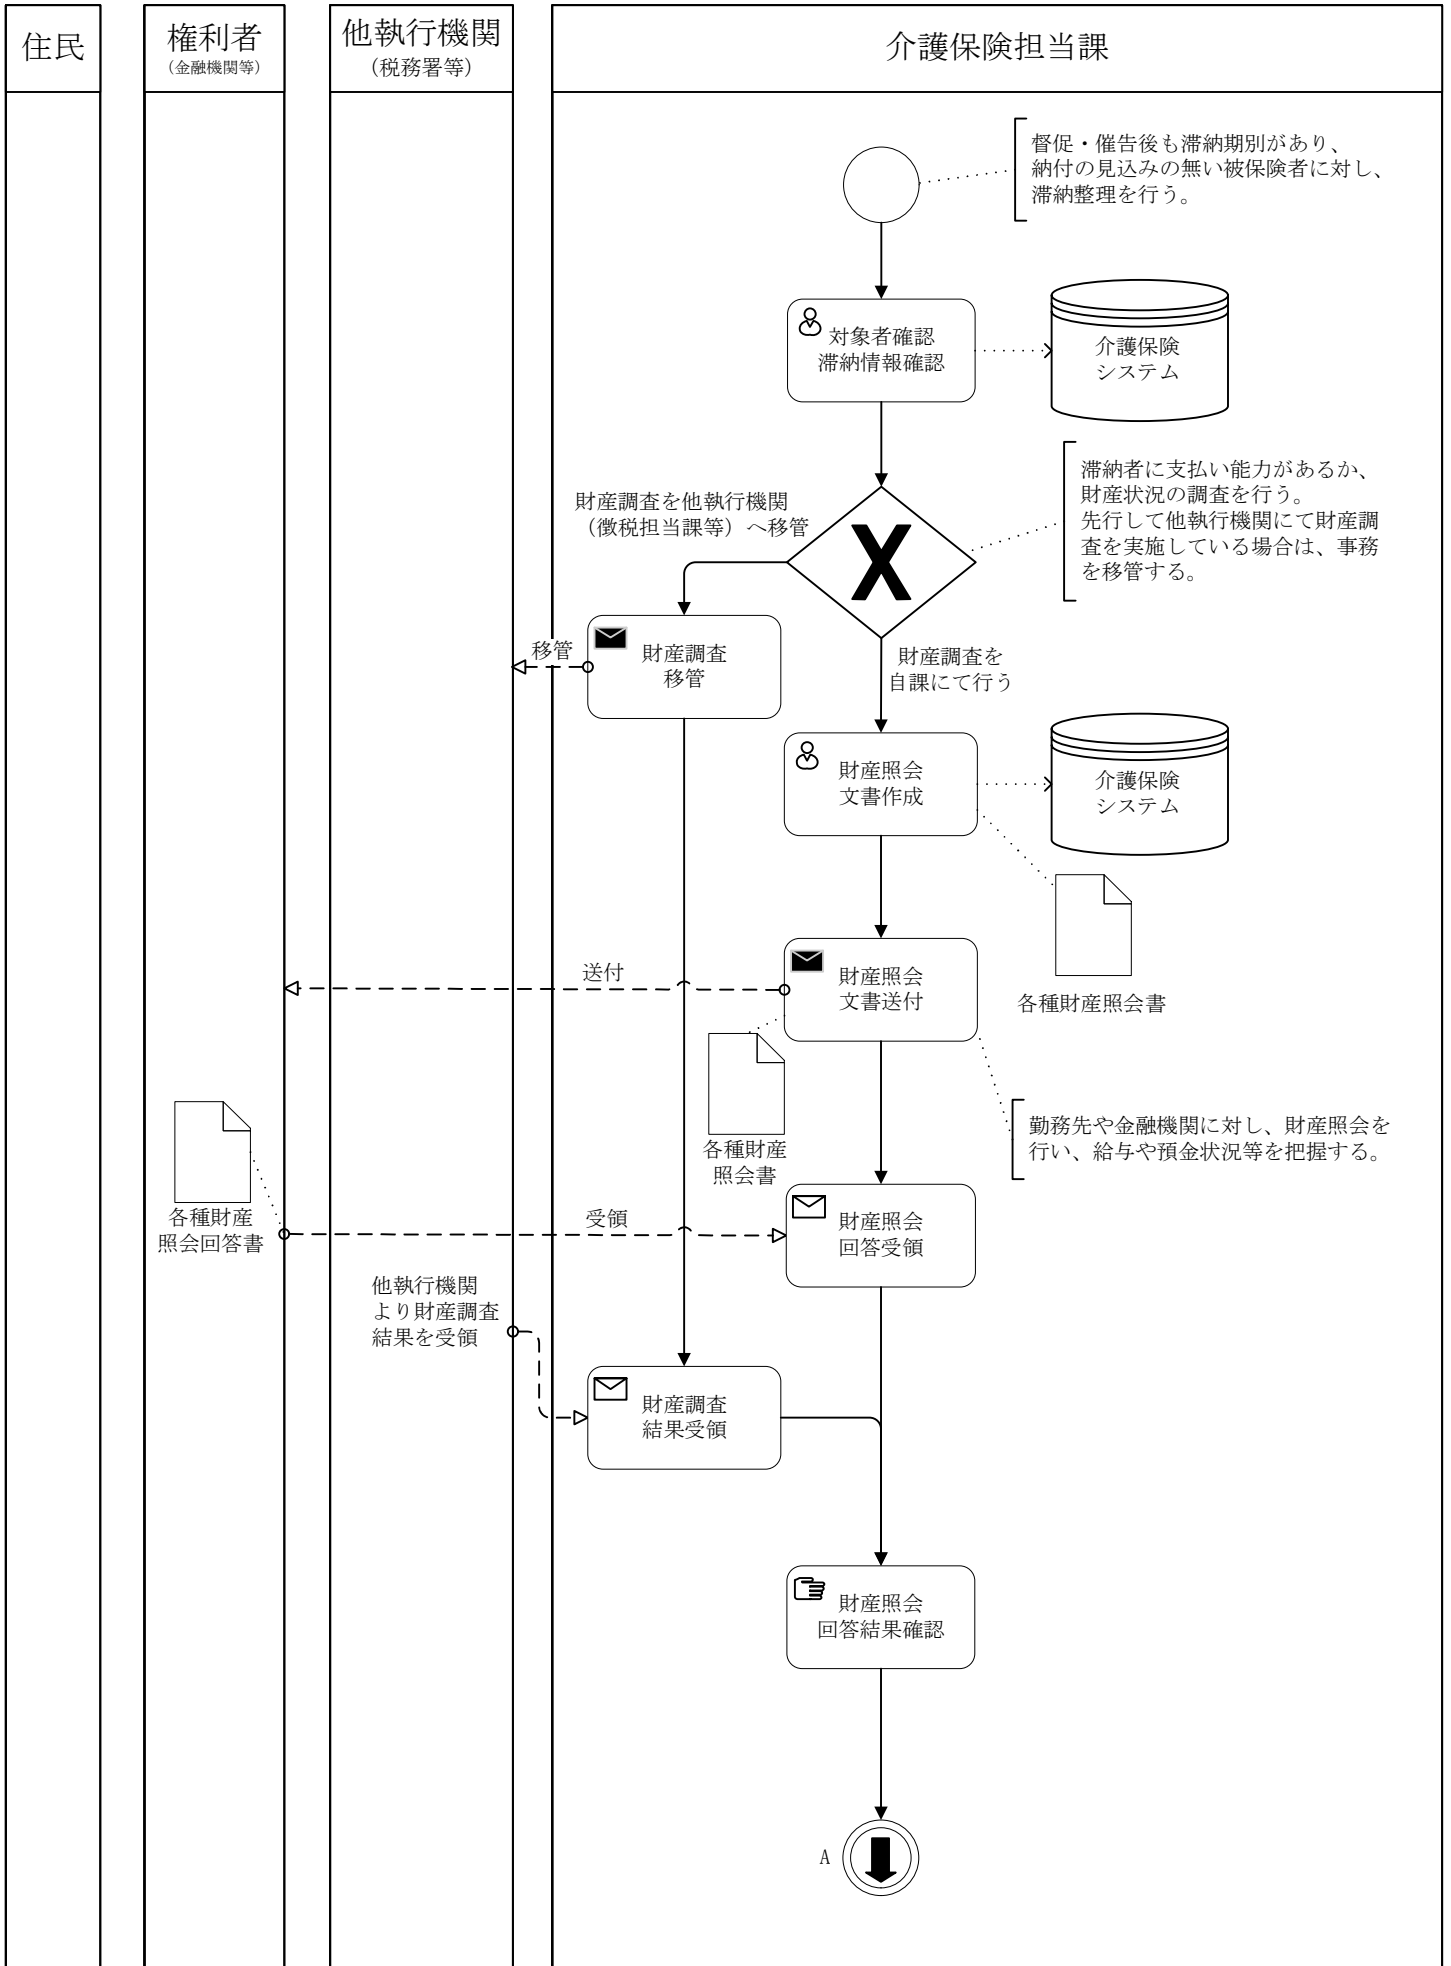 住民
権利者
（金融機関等）
他執行機関
（税務署等）
介護保険担当課
督促・催告後も滞納期別があり、
納付の見込みの無い被保険者に対し、
滞納整理を行う。
対象者確認
滞納情報確認
介護保険
システム
滞納者に支払い能力があるか、
財産状況の調査を行う。
先行して他執行機関にて財産調
査を実施している場合は、事務
を移管する。
財産調査を他執行機関
（徴税担当課等）へ移管
X
移管
財産調査
移管
財産調査を
自課にて行う
財産照会
文書作成
介護保険
システム
各種財産照会書
送付
財産照会
文書送付
各種財産
照会書
勤務先や金融機関に対し、財産照会を
行い、給与や預金状況等を把握する。
各種財産
照会回答書
受領
財産照会
回答受領
他執行機関
より財産調査
結果を受領
財産調査
結果受領
財産照会
回答結果確認
A